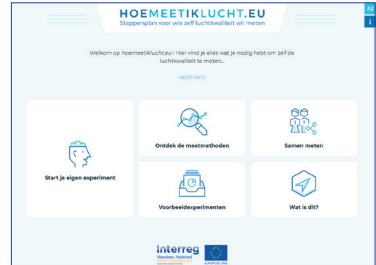 HOEMEETIKLUCHT.EU
Stappenplan voor wie zelf luchtkwaliteit wil meten
Welkom op hoemeetiklucht.eu! Hier vind je alles wat je nodig hebt om zelf de
luchtkwaliteit te meten...
MEER INFO
Start je eigen experiment
Ontdek de meetmethoden
Samen meten
Voorbeeldexperimenten
Wat is dit?
Interreg